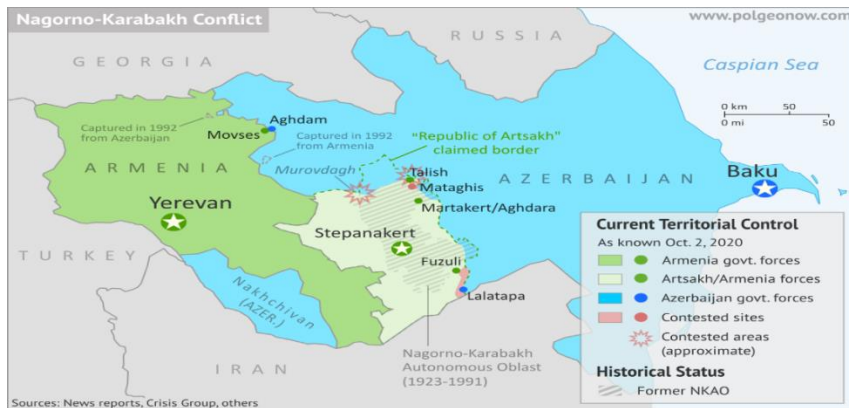 Nagorno-Karabakh Conflict
www.polgeonow.com
RUSSIA
GEORGIA
Caspian Sea
0 km 50 50
0 mi 50
Captured in 1992
from Azerbaijan
Aghdam
Movses
Captured in 1992
from Armenia
"Republic of Artsakh"
claimed border
ARMENIA
Murovdagh
Talish
Mataghis
AZERBAIJAN
Baku
Yerevan
Martakert/Aghdara
Stepanakert
TURKEY
Fuzuli
Lalatapa
Nakhchivan
(AZER.)
IRAN
Nagorno-Karabakh
Autonomous Oblast
(1923-1991)
Current Territorial Control
As known Oct. 2, 2020
Armenia govt. forces
Artsakh/Armenia forces
Azerbaijan govt. forces
Contested sites
Contested areas
(approximate)
Historical Status
Former NKAO
Sources: News reports, Crisis Group, others